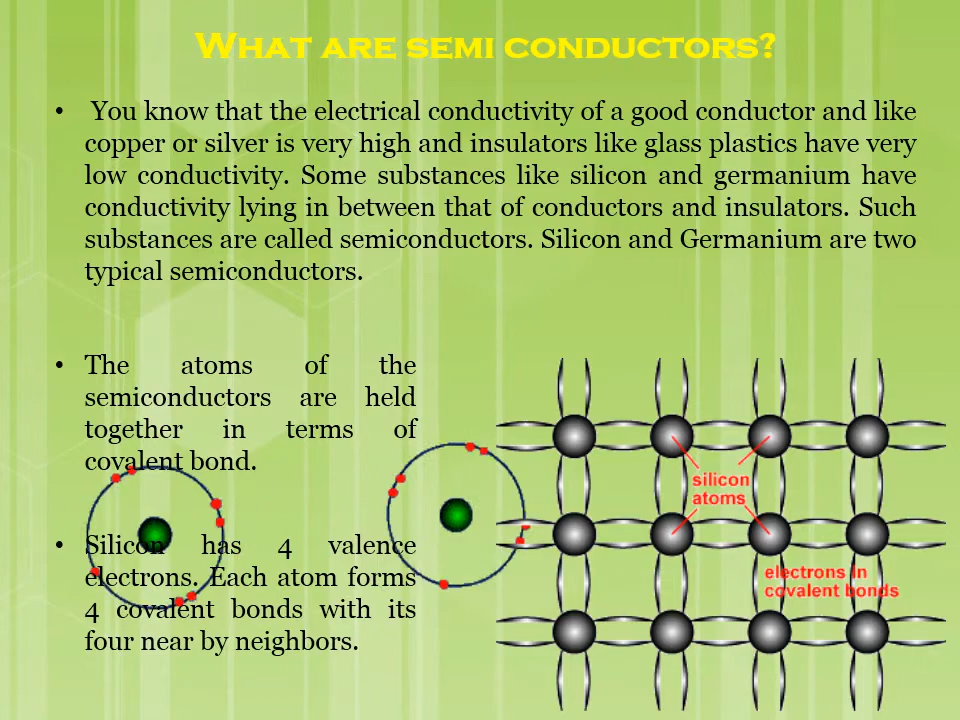 What are semi conductors?
• You know that the electrical conductivity of a good conductor and like
copper or silver is very high and insulators like glass plastics have very
low conductivity. Some substances like silicon and germanium have
conductivity lying in between that of conductors and insulators. Such
substances are called semiconductors. Silicon and Germanium are two
typical semiconductors.
• The atoms of the
semiconductors are held
together in terms of
covalent bond.
• Silicon has 4 valence
electrons. Each atom forms
4 covalent bonds with its
four near by neighbors.
silicon
atoms
electrons in
covalent bonds